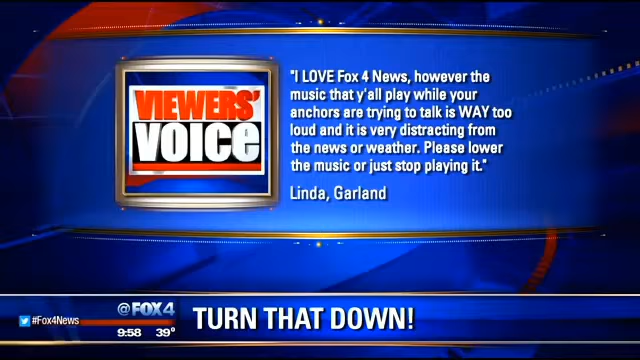 VIEWERS'
VOICE
"I LOVE Fox 4 News, however the
music that y'all play while your
anchors are trying to talk is WAY too
loud and it is very distracting from
the news or weather. Please lower
the music or just stop playing it."
Linda, Garland
#Fox4News
@FOX4
9:58 39°
TURN THAT DOWN!